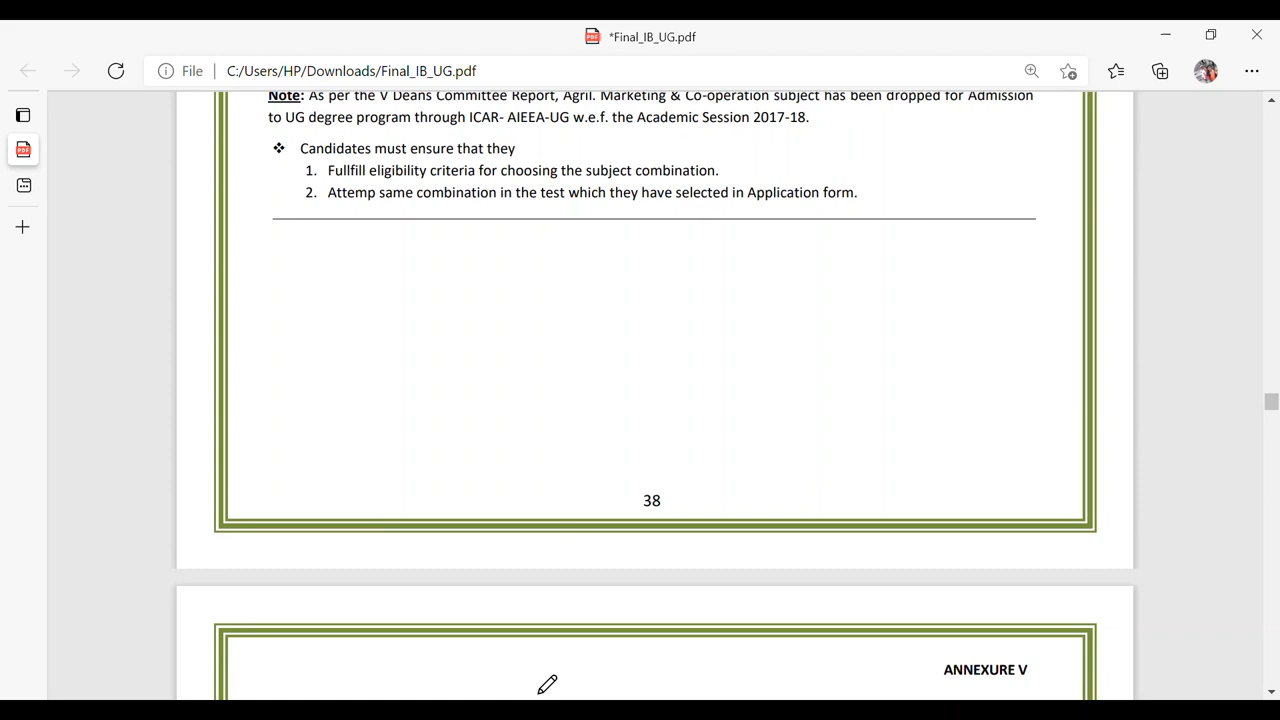 *Final_IB_UG.pdf
File | C:/Users/HP/Downloads/Final_IB_UG.pdf
Note: As per the V Deans Committee Report, Agril. Marketing & Co-operation subject has been dropped for Admission
to UG degree program through ICAR- AIEEA-UG w.e.f. the Academic Session 2017-18.
❖ Candidates must ensure that they
1. Fullfill eligibility criteria for choosing the subject combination.
2. Attemp same combination in the test which they have selected in Application form.
38
ANNEXURE V